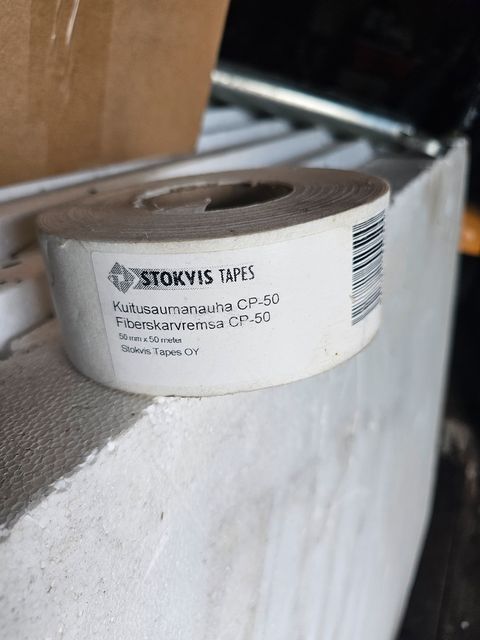 STOKVIS TAPES
Kuitusaumanauha CP-50
Fiberskarvremsa CP-50
50 mm x 50 meter
Stokvis Tapes OY